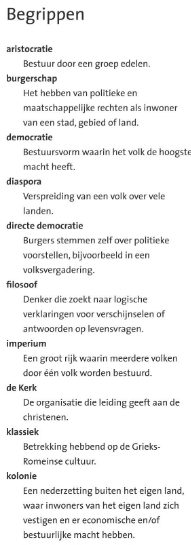 Begrippen
aristocratie
Bestuur door een groep edelen.
burgerschap
Het hebben van politieke en
maatschappelijke rechten als inwoner
van een stad, gebied of land.
democratie
Bestuursvorm waarin het volk de hoogste
macht heeft.
diaspora
Verspreiding van een volk over vele
landen.
directe democratie
Burgers stemmen zelf over politieke
voorstellen, bijvoorbeeld in een
volksvergadering.
filosoof
Denker die zoekt naar logische
verklaringen voor verschijnselen of
antwoorden op levensvragen.
imperium
Een groot rijk waarin meerdere volken
door één volk worden bestuurd.
de Kerk
De organisatie die leiding geeft aan de
christenen.
klassiek
Betrekking hebbend op de Grieks-
Romeinse cultuur.
kolonie
Een nederzetting buiten het eigen land,
waar inwoners van het eigen land zich
vestigen en er economische en/of
bestuurlijke macht hebben.